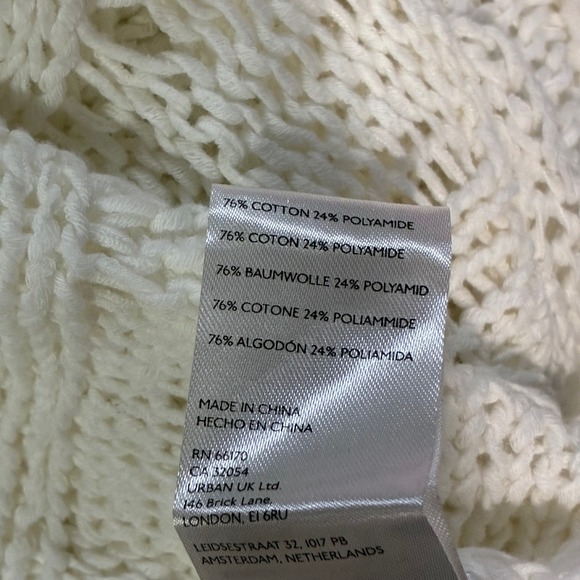 76% COTTON 24% POLYAMIDE
76% COTON 24% POLYAMIDE
76% BAUMWOLLE 24% POLYAMID
76% COTONE 24% POLIAMMIDE
76% ALGODÓN 24% POLIAMIDA
MADE IN CHINA
HECHO EN CHINA
RN 66170
CA 32054
URBAN UK Ltd.
146 Brick Lane,
LONDON, E1 6RU
LEIDSESTRAAT 32, 1017 PB
AMSTERDAM, NETHERLANDS